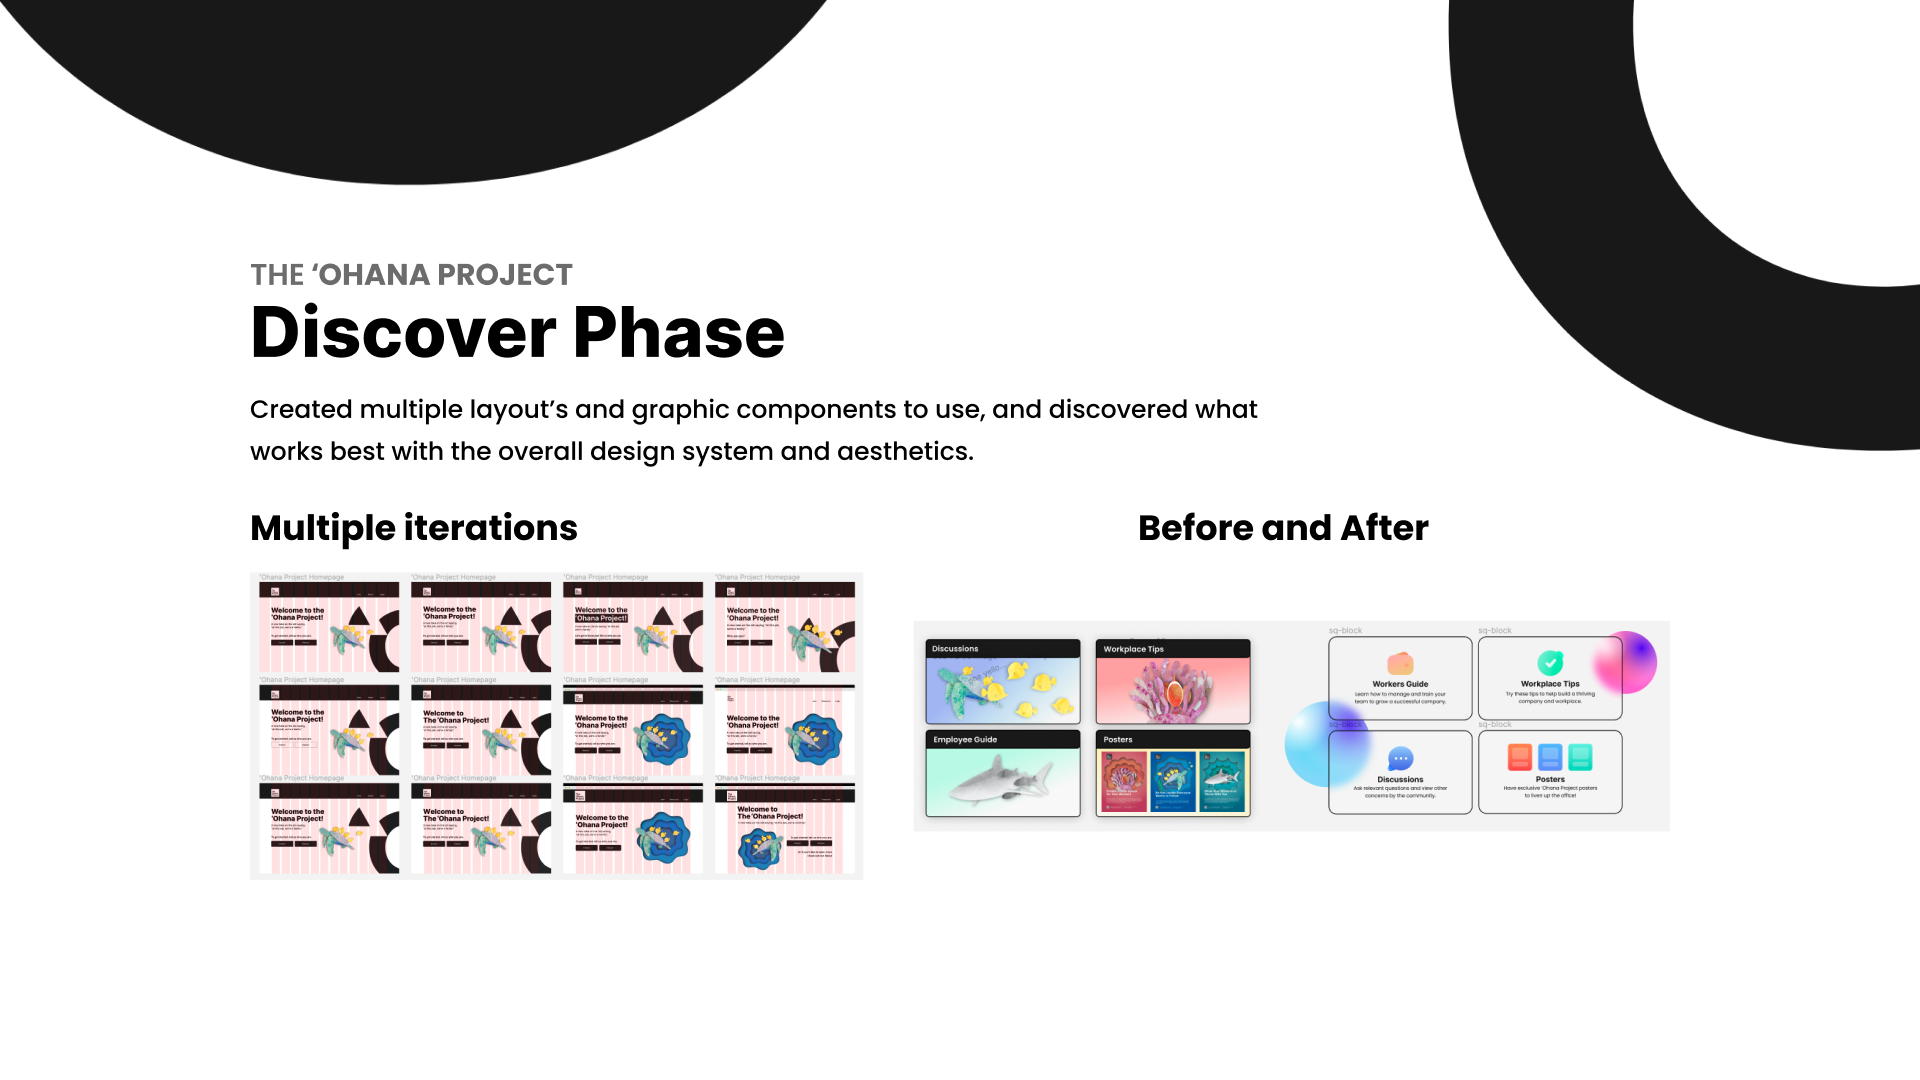 THE ‘OHANA PROJECT
Discover Phase
Created multiple layout’s and graphic components to use, and discovered what
works best with the overall design system and aesthetics.
Multiple iterations
Before and After
'Ohana Project Homepage
'Ohana Project Homepage
'Ohana Project Homepage
'Ohana Project Homepage
Welcome to the
'Ohana Project!
Welcome to the
'Ohana Project!
Welcome to the
'Ohana Project!
Welcome to the
'Ohana Project!
'Ohana Project Homepage
'Ohana Project Homepage
'Ohana Project Homepage
'Ohana Project Homepage
Welcome to the
'Ohana Project!
Welcome to
The 'Ohana Project!
Welcome to the
'Ohana Project!
Welcome to the
'Ohana Project!
'Ohana Project Homepage
'Ohana Project Homepage
'Ohana Project Homepage
'Ohana Project Homepage
Welcome to the
'Ohana Project!
Welcome to
The 'Ohana Project!
Welcome to the
'Ohana Project!
Welcome to
The 'Ohana Project!
Discussions
Workplace Tips
Employee Guide
Posters
sq-block
sq-block
Workers Guide
Learn how to manage and train your
team to grow a successful company.
Workplace Tips
Try these tips to help build a thriving
company and workplace.
sq-block
sq-block
Discussions
Ask relevant questions and view other
concerns by the community.
Posters
Have exclusive 'Ohana Project posters
to liven up the office!